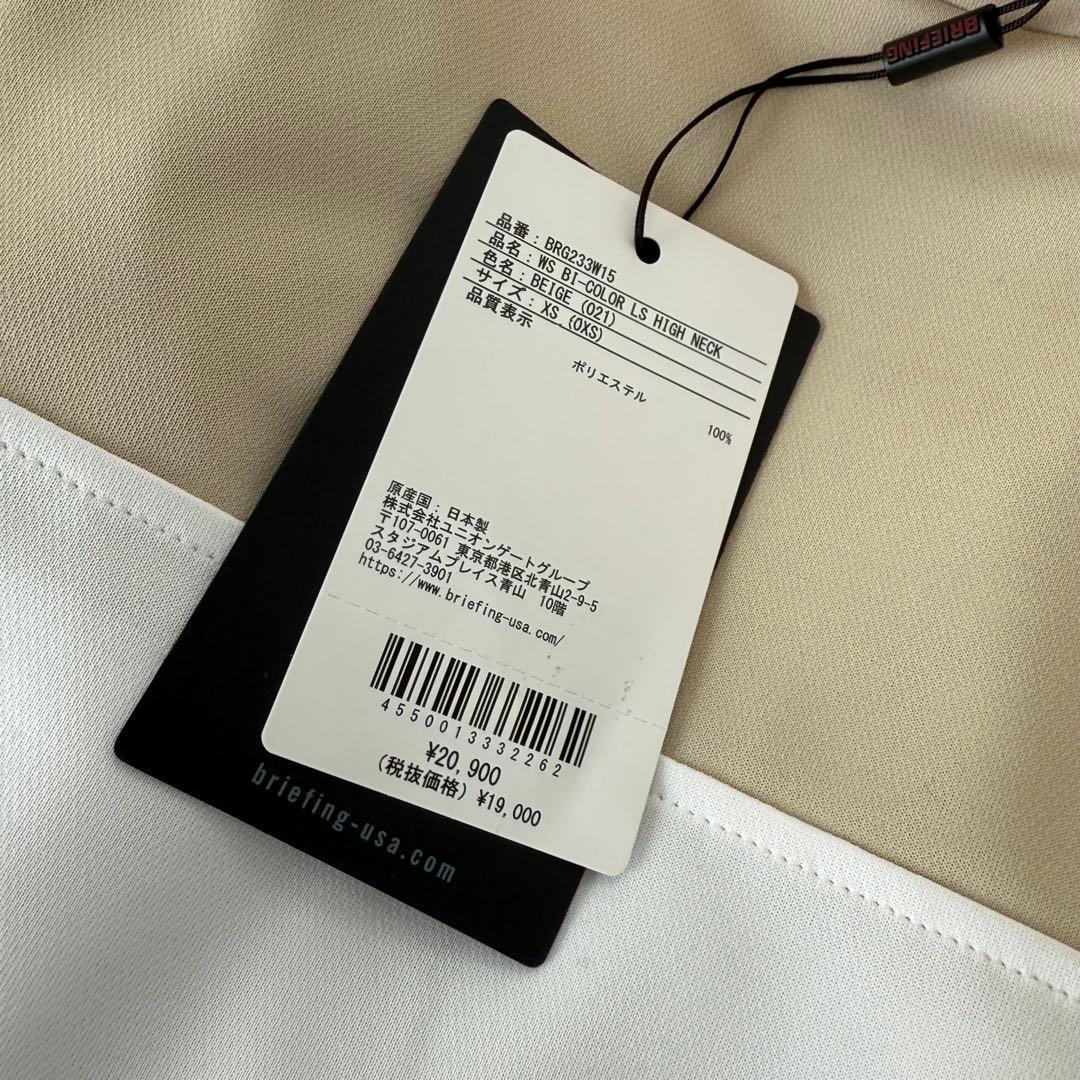 BRIEFING
品番：BRG233W15
品名：WS BI-COLOR LS HIGH NECK
色名：BEIGE (021)
サイズ：XS (0XS)
品質表示
ポリエステル
100%
原産国：日本製
株式会社ユニオンゲートグループ
〒107-0061 東京都港区北青山2-9-5
スタジアムプレイス青山 10階
03-6427-3901
https://www.briefing-usa.com/
4550013332262
¥20,900
(税抜価格) ¥19,000
briefing-usa.com